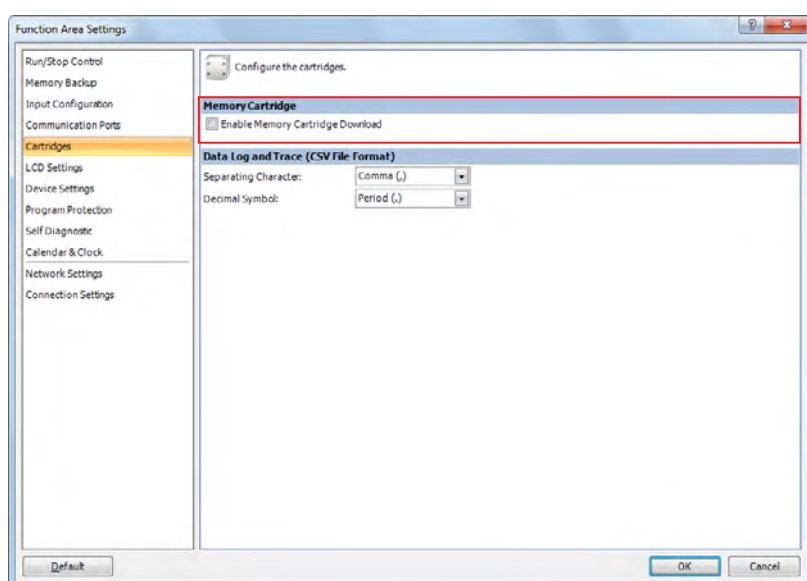 Function Area Settings
Run/Stop Control
Memory Backup
Input Configuration
Communication Ports
Cartridges
LCD Settings
Device Settings
Program Protection
Self Diagnostic
Calendar & Clock
Network Settings
Connection Settings
Configure the cartridges.
Memory Cartridge
Enable Memory Cartridge Download
Data Log and Trace (CSV File Format)
Separating Character: Comma (,)
Decimal Symbol: Period (.)
Default
OK
Cancel